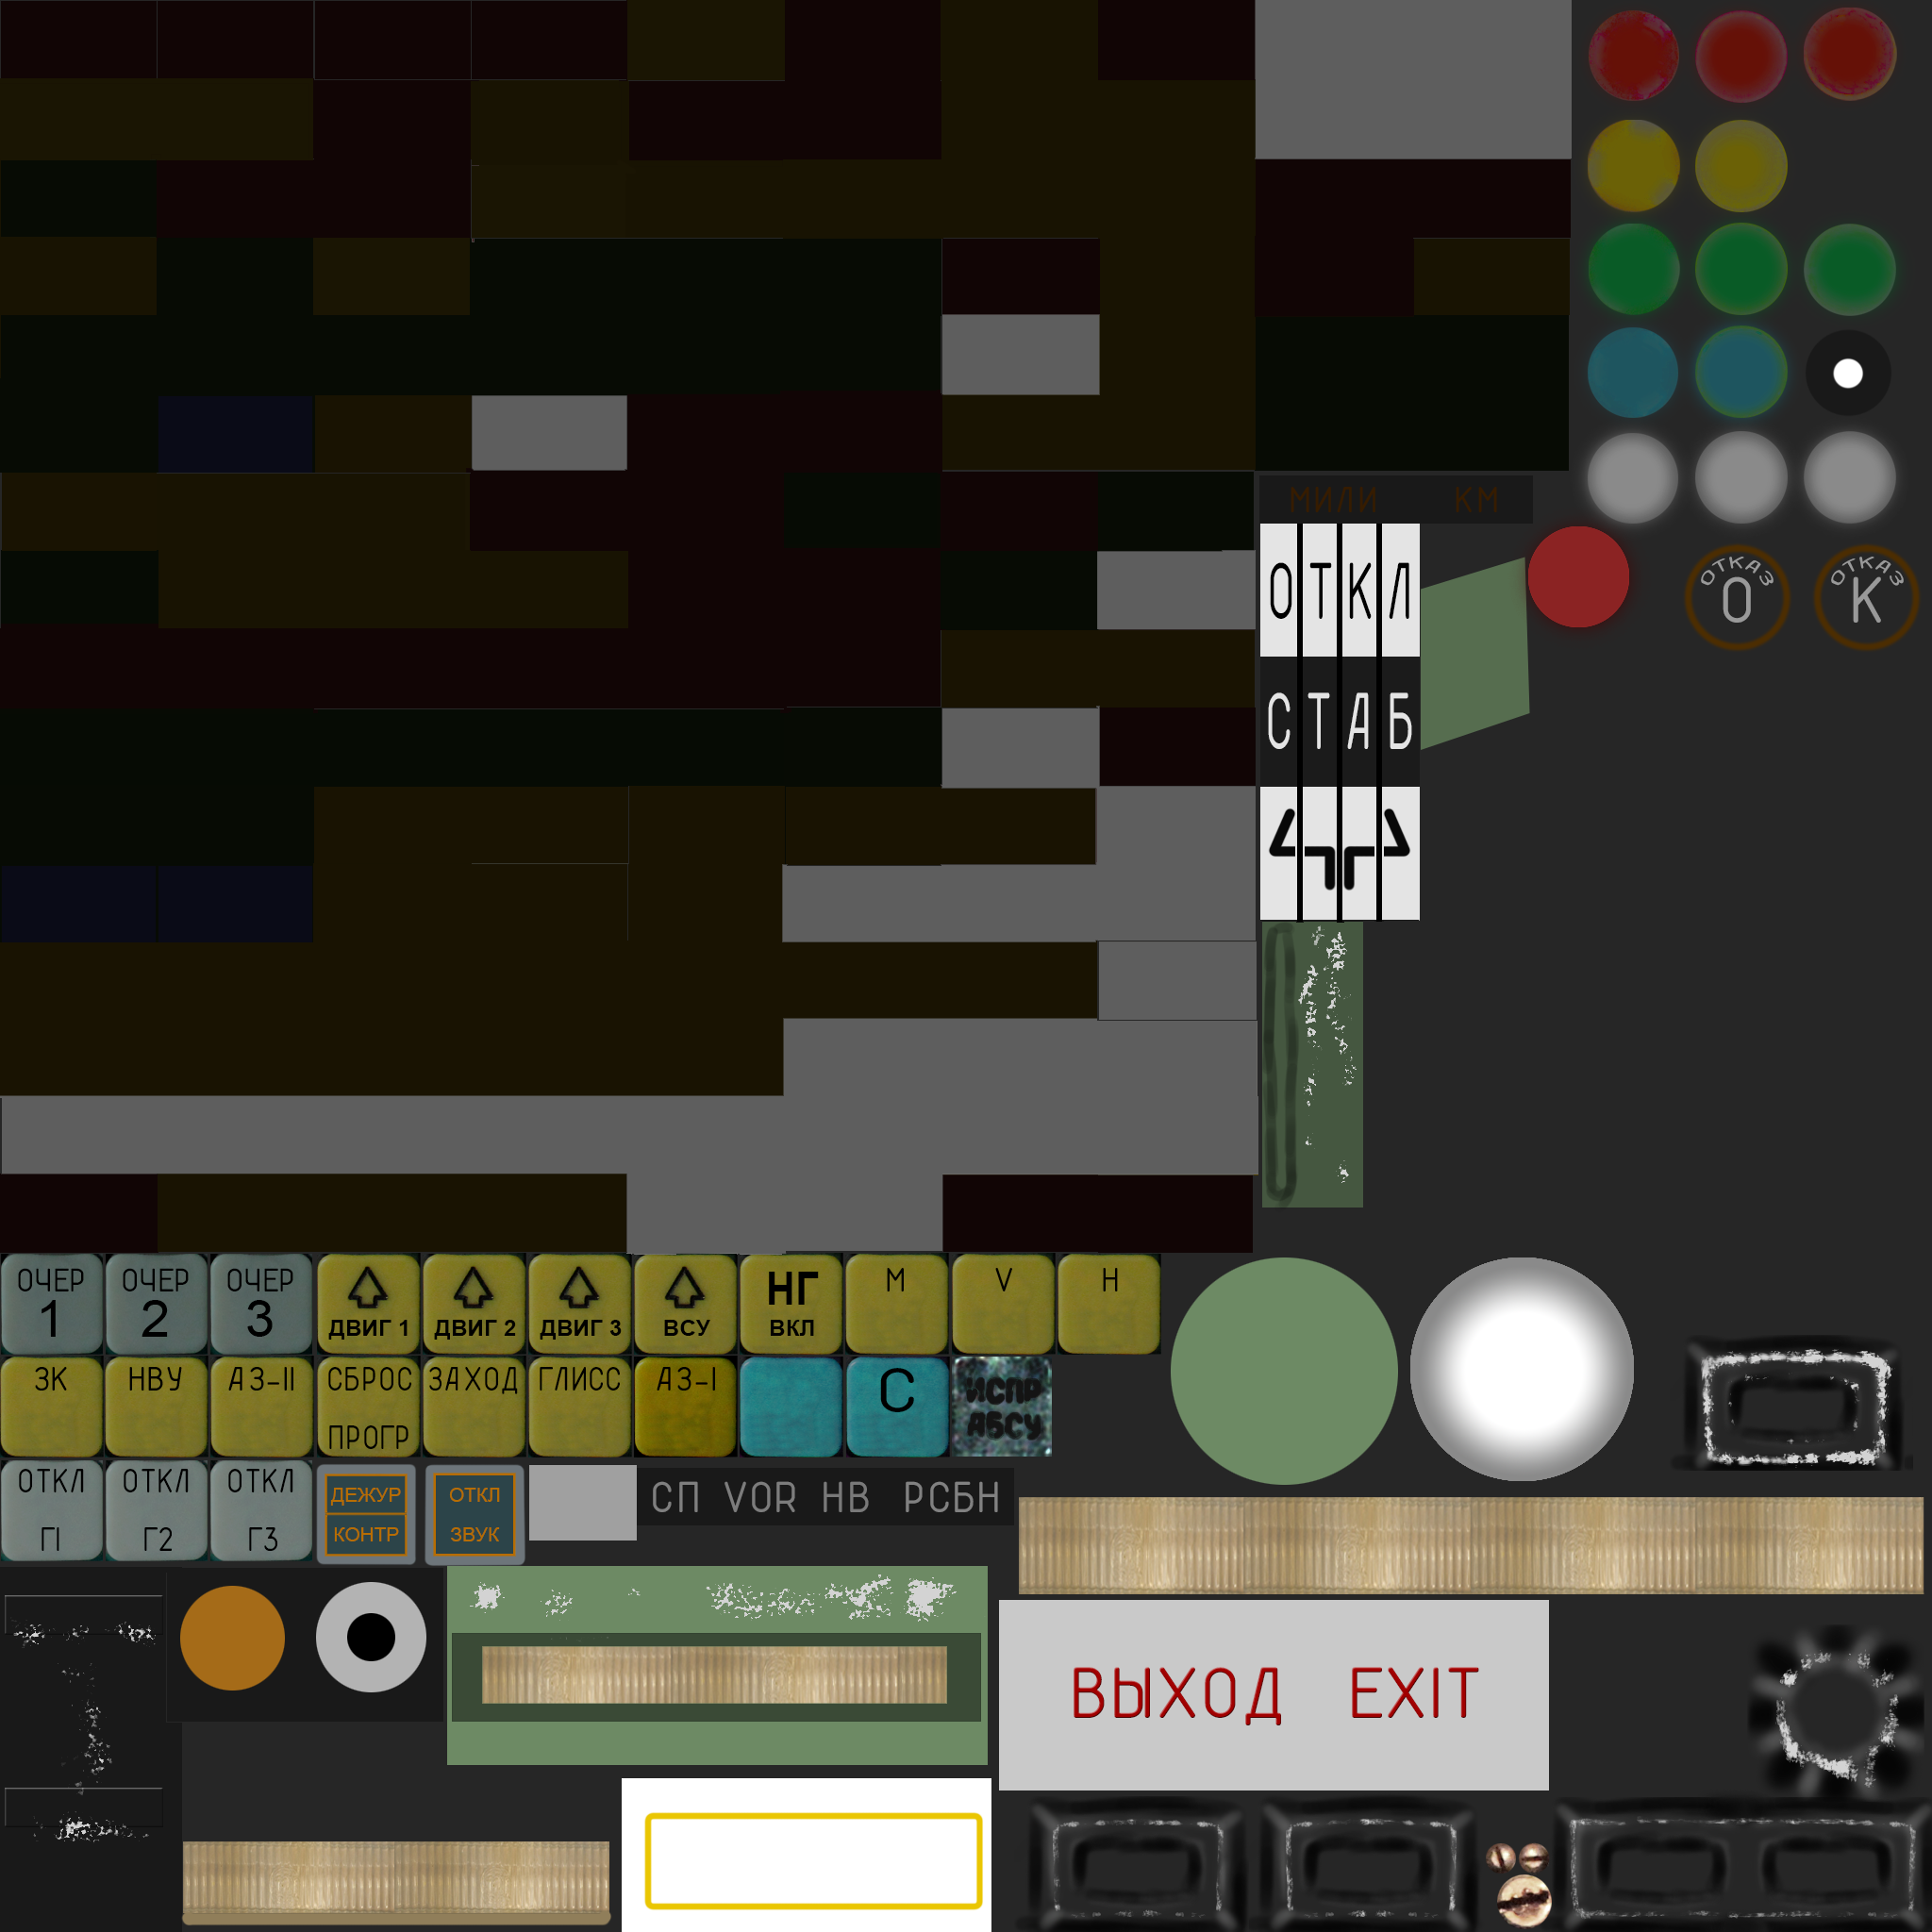 МИЛИ КМ
ОТКЛ
ОТКАЗ
О
ОТКАЗ
К
СТАБ
ОЧЕР
1
ОЧЕР
2
ОЧЕР
3
ДВИГ 1
ДВИГ 2
ДВИГ 3
ВСУ
НГ
ВКЛ
М
V
Н
ЗК
НВУ
АЗ-II
СБРОС
ПРОГР
ЗАХОД
ГЛИСС
АЗ-I
С
ИСПР
АБСУ
ОТКЛ
Г1
ОТКЛ
Г2
ОТКЛ
Г3
ДЕЖУР
КОНТР
ОТКЛ
ЗВУК
СП VOR НВ РСБН
ВЫХОД EXIT